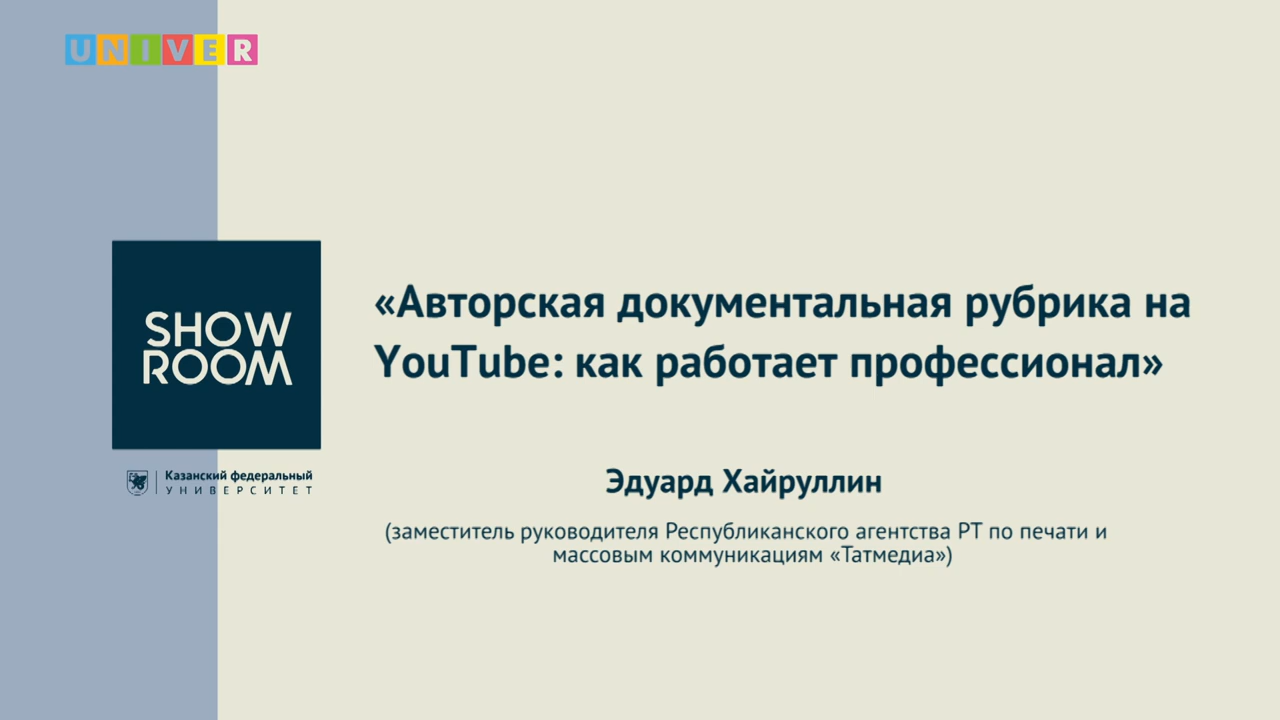 UNIVER
SHOW
ROOM
«Авторская документальная рубрика на
YouTube: как работает профессионал»
Казанский федеральный
УНИВЕРСИТЕТ
Эдуард Хайруллин
(заместитель руководителя Республиканского агентства РТ по печати и
массовым коммуникациям «Татмедиа»)